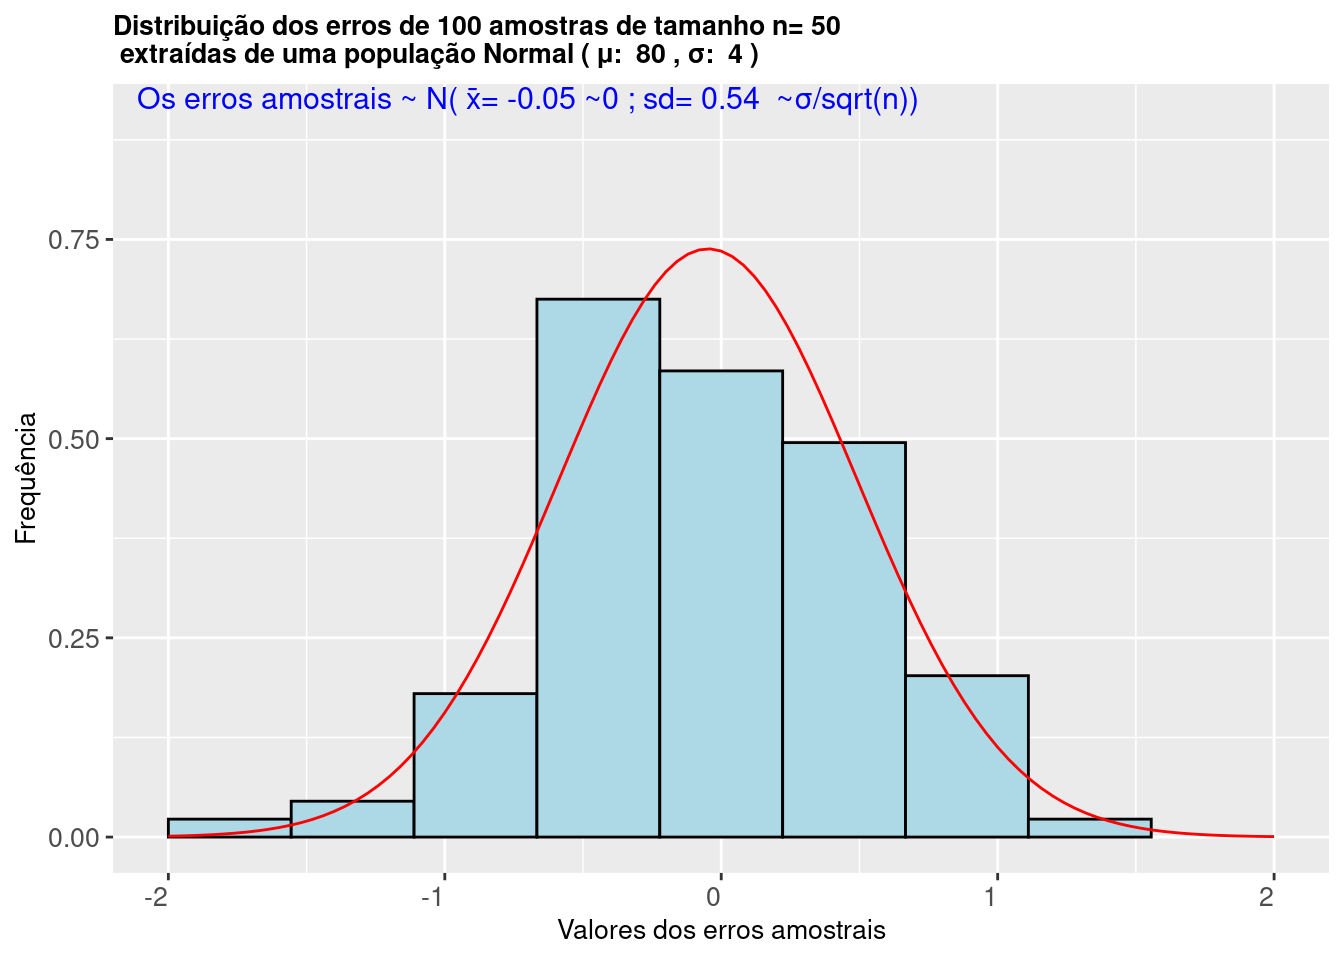 Distribuição dos erros de 100 amostras de tamanho n= 50
extraídas de uma população Normal ( μ:  80 , σ:  4 )
Os erros amostrais ~ N( x̄= -0.05 ~0 ; sd= 0.54  ~σ/sqrt(n))
0.75
0.50
0.25
0.00
Frequência
-2
-1
0
1
2
Valores dos erros amostrais